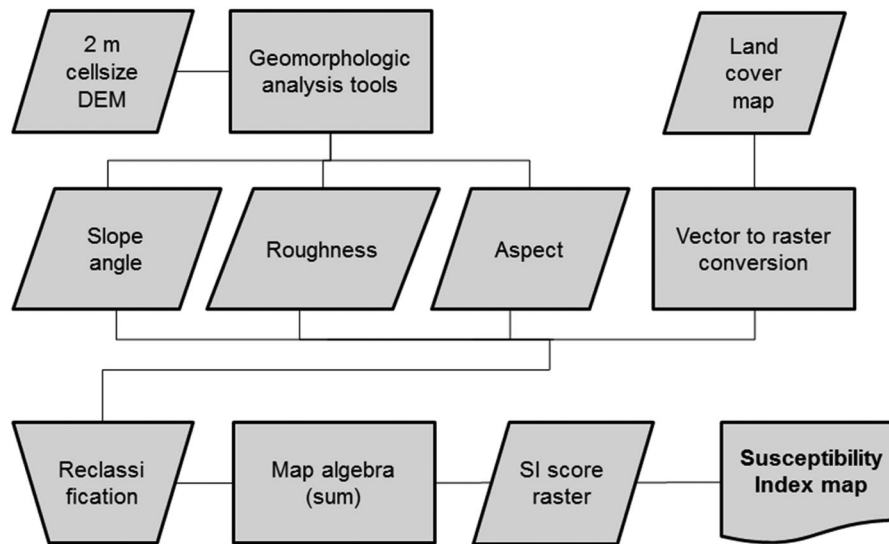 2 m
cellsize
DEM
Geomorphologic
analysis tools
Land
cover
map
Slope
angle
Roughness
Aspect
Vector to raster
conversion
Reclassi
fication
Map algebra
(sum)
SI score
raster
Susceptibility
Index map